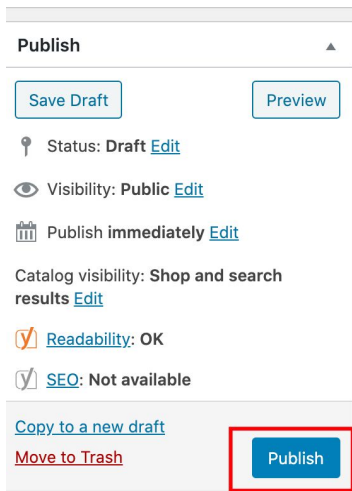 Publish
Save Draft Preview
Status: Draft Edit
Visibility: Public Edit
Publish immediately Edit
Catalog visibility: Shop and search
results Edit
Readability: OK
SEO: Not available
Copy to a new draft
Move to Trash Publish